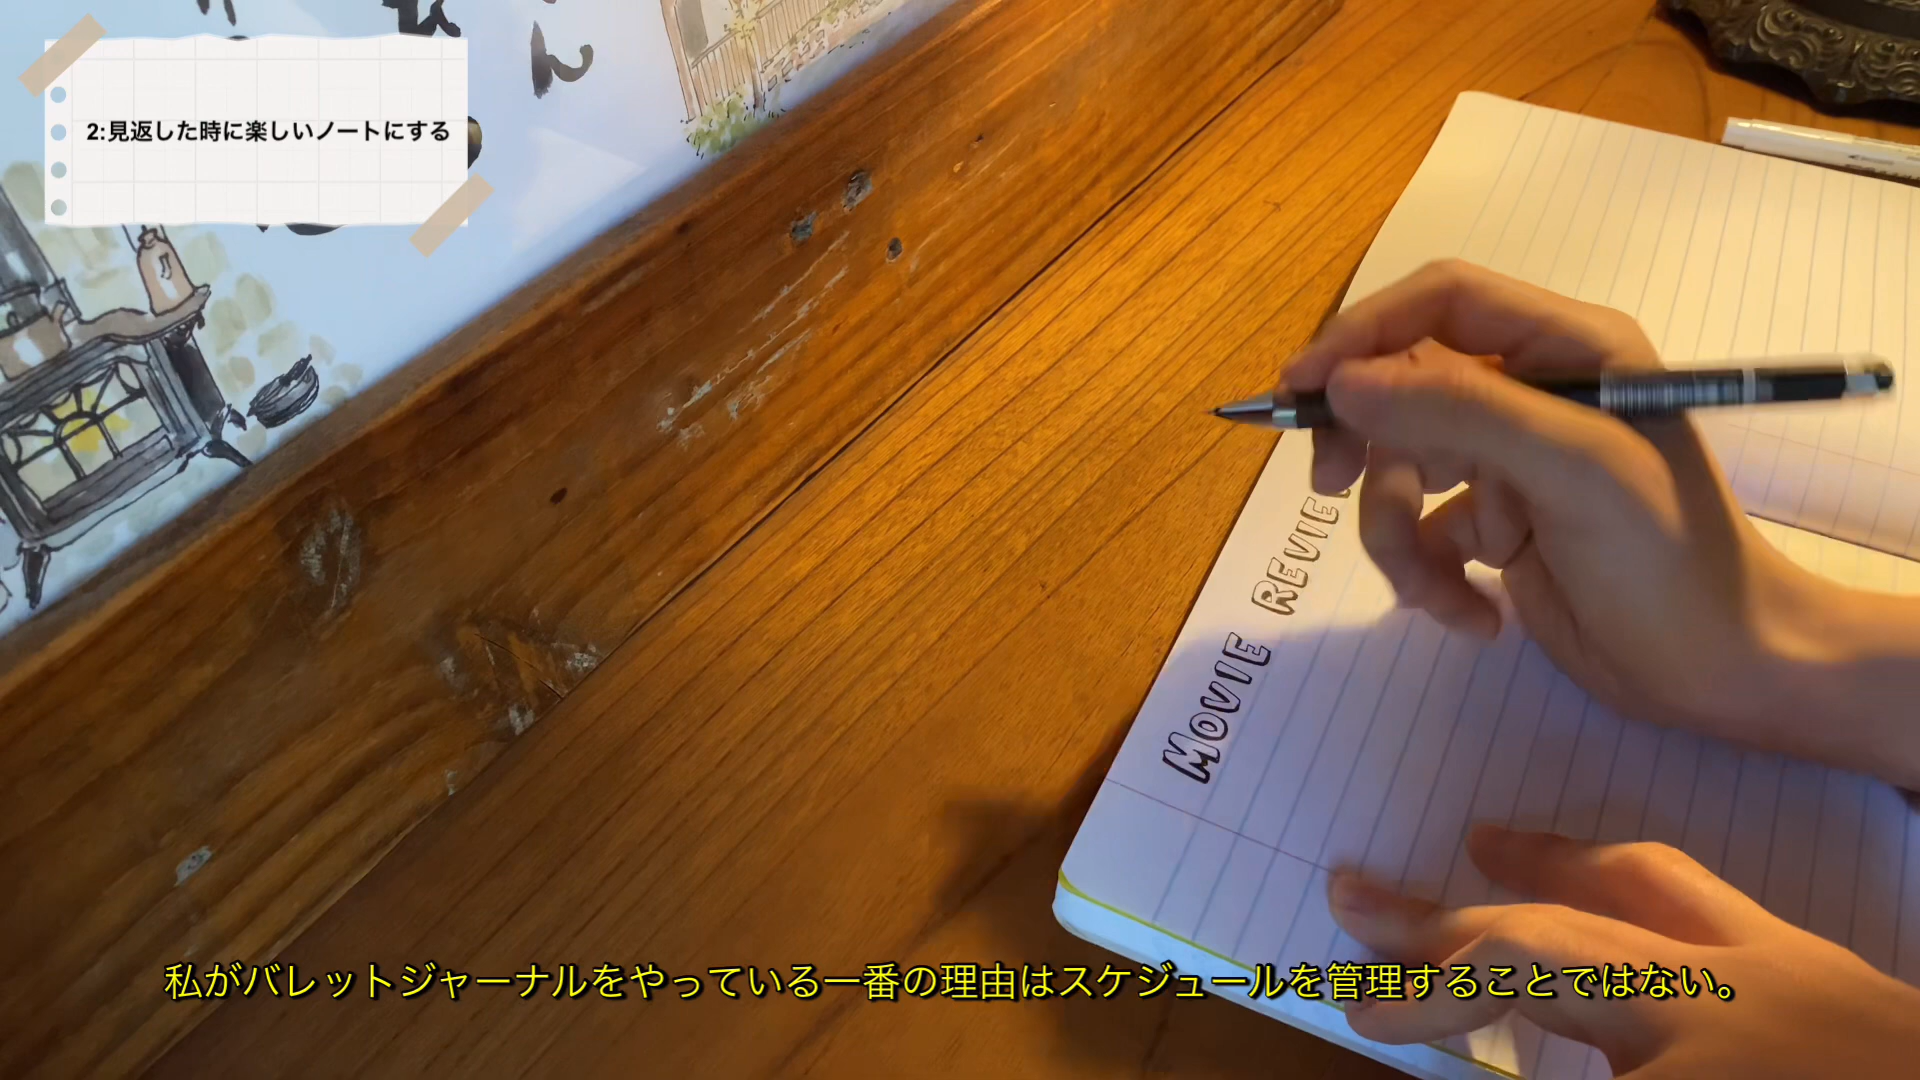 2:見返した時に楽しいノートにする
MOVIE REVIE
私がバレットジャーナルをやっている一番の理由はスケジュールを管理することではない。